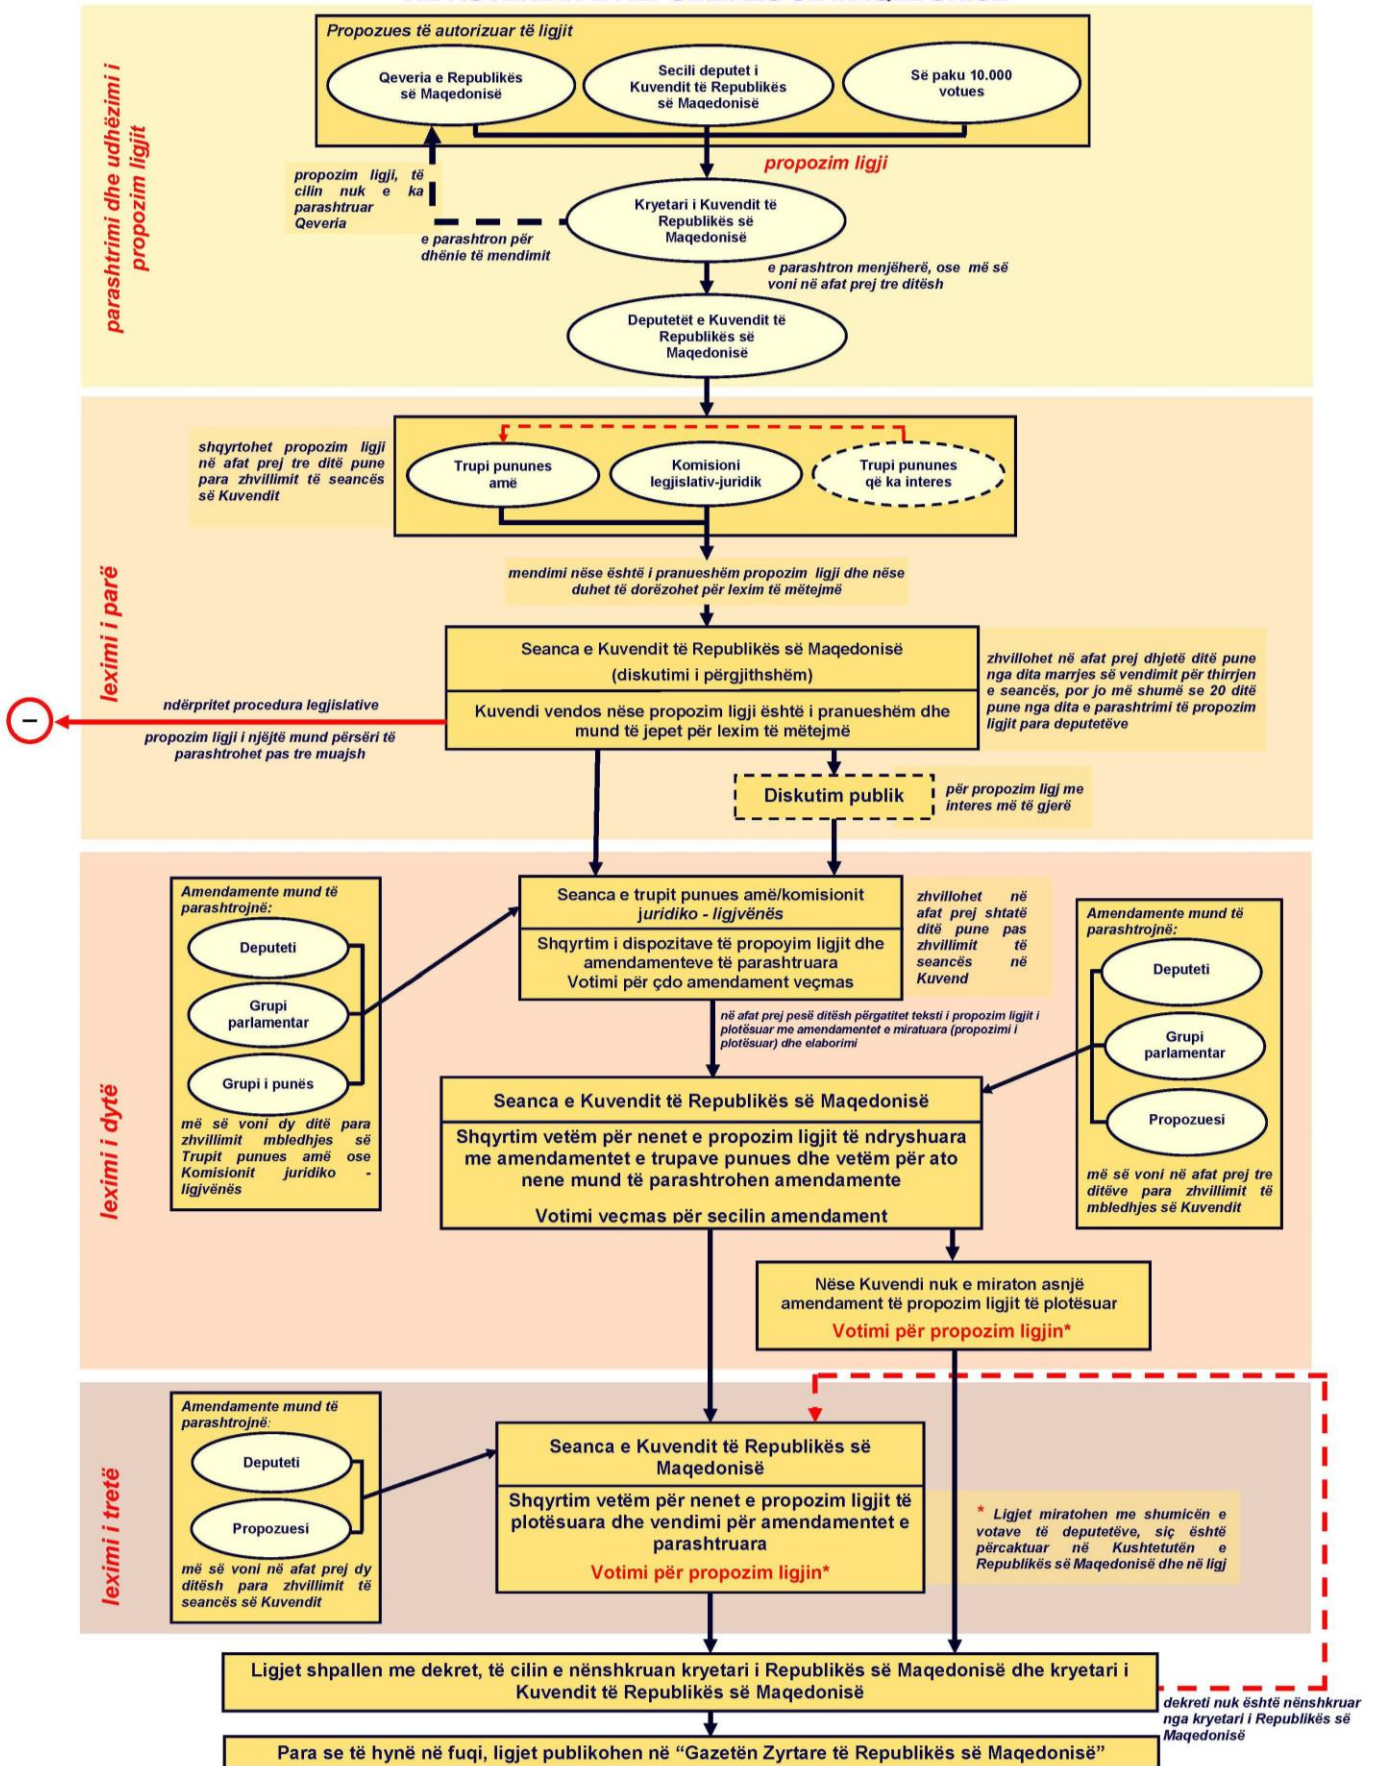 Propozues të autorizuar të ligjit
Qeveria e Republikës
së Maqedonisë
Secili deputet i
Kuvendit të Republikës
së Maqedonisë
Së paku 10.000
votues
parashtrimi dhe udhëzimi i
propozim ligjit
propozim ligji
propozim ligji, të
cilin nuk e ka
parashtruar
Qeveria
Kryetari i Kuvendit të
Republikës së
Maqedonisë
e parashtron për
dhënie të mendimit
e parashtron menjëherë, ose më së
voni në afat prej tre ditësh
Deputetët e Kuvendit të
Republikës së
Maqedonisë
leximi i parë
shqyrtohet propozim ligji
në afat prej tre ditë pune
para zhvillimit të seancës
së Kuvendit
Trupi pununes
amë
Komisioni
legjislativ-juridik
Trupi pununes
që ka interes
mendimi nëse është i pranueshëm propozim ligji dhe nëse
duhet të dorëzohet për lexim të mëtejmë
Seanca e Kuvendit të Republikës së Maqedonisë
(diskutimi i përgjithshëm)
Kuvendi vendos nëse propozim ligji është i pranueshëm dhe
mund të jepet për lexim të mëtejmë
zhvillohet në afat prej dhjetë ditë pune
nga dita marrjes së vendimit për thirrjen
e seancës, por jo më shumë se 20 ditë
pune nga dita e parashtrimi të propozim
ligjit para deputetëve
–
ndërpritet procedura legjislative
propozim ligji i njëjtë mund përsëri të
parashtrohet pas tre muajsh
Diskutim publik
për propozim ligj me
interes më të gjerë
leximi i dytë
Amendamente mund të
parashtrojnë:
Deputeti
Grupi
parlamentar
Grupi i punës
më së voni dy ditë para
zhvillimit mbledhjes së
Trupit punues amë ose
Komisionit juridiko -
ligjvënës
Seanca e trupit punues amë/komisionit
juridiko - ligjvënës
Shqyrtim i dispozitave të propoyim ligjit dhe
amendamenteve të parashtruara
Votimi për çdo amendament veçmas
zhvillohet në
afat prej shtatë
ditë pune pas
zhvillimit të
seancës në
Kuvend
Amendamente mund të
parashtrojnë:
Deputeti
Grupi
parlamentar
Propozuesi
më së voni në afat prej tre
ditëve para zhvillimit të
mbledhjes së Kuvendit
në afat prej pesë ditësh përgatitet teksti i propozim ligjit i
plotësuar me amendamentet e miratuara (propozimi i
plotësuar) dhe elaborimi
Seanca e Kuvendit të Republikës së Maqedonisë
Shqyrtim vetëm për nenet e propozim ligjit të ndryshuara
me amendamentet e trupave punues dhe vetëm për ato
nene mund të parashtrohen amendamente
Votimi veçmas për secilin amendament
Nëse Kuvendi nuk e miraton asnjë
amendament të propozim ligjit të plotësuar
Votimi për propozim ligjin*
leximi i tretë
Amendamente mund të
parashtrojnë:
Deputeti
Propozuesi
më së voni në afat prej dy
ditësh para zhvillimit të
seancës së Kuvendit
Seanca e Kuvendit të Republikës së
Maqedonisë
Shqyrtim vetëm për nenet e propozim ligjit të
plotësuara dhe vendimi për amendamentet e
parashtruara
Votimi për propozim ligjin*
* Ligjet miratohen me shumicën e
votave të deputetëve, siç është
përcaktuar në Kushtetutën e
Republikës së Maqedonisë dhe në ligj
Ligjet shpallen me dekret, të cilin e nënshkruan kryetari i Republikës së Maqedonisë dhe kryetari i
Kuvendit të Republikës së Maqedonisë
dekreti nuk është nënshkruar
nga kryetari i Republikës së
Maqedonisë
Para se të hynë në fuqi, ligjet publikohen në “Gazetën Zyrtare të Republikës së Maqedonisë”